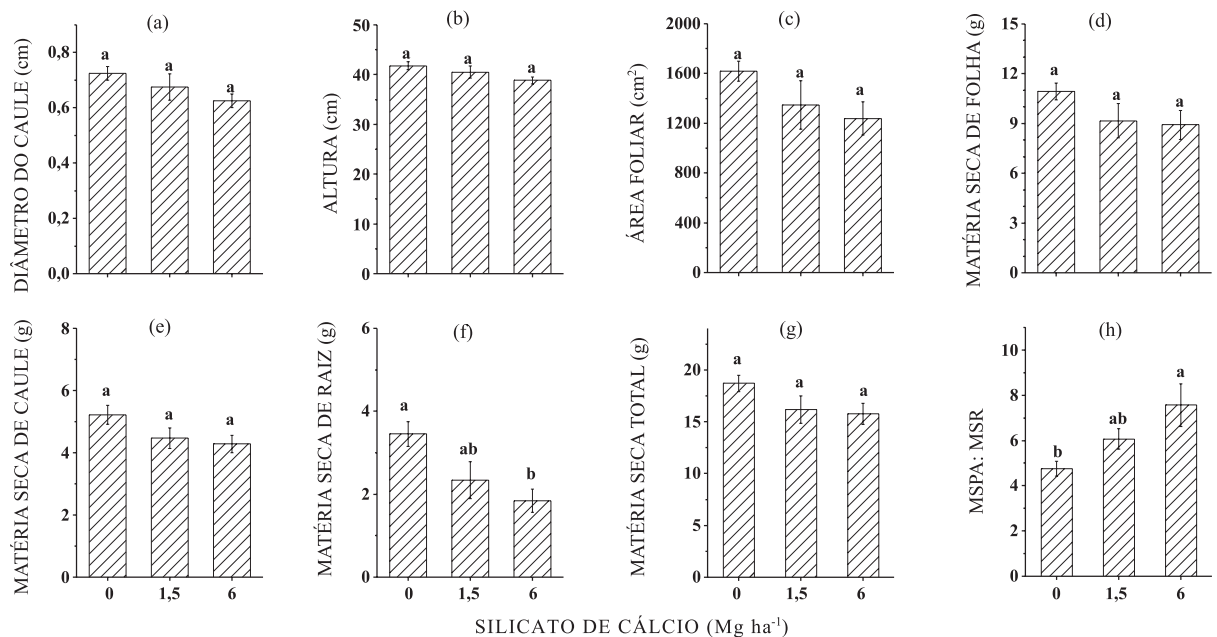 (a)
DIÂMETRO DO CAULE (cm)
0,8
0,6
0,4
0,2
0,0
a
a
a
(b)
ALTURA (cm)
50
40
30
20
10
0
a
a
a
(c)
ÁREA FOLIAR (cm²)
2000
1600
1200
800
400
0
a
a
a
(d)
MATÉRIA SECA DE FOLHA (g)
15
12
9
6
3
0
a
a
a
(e)
MATÉRIA SECA DE CAULE (g)
8
6
4
2
0
a
a
a
0 1,5 6
(f)
MATÉRIA SECA DE RAIZ (g)
6
4
2
0
a
ab
b
0 1,5 6
(g)
MATÉRIA SECA TOTAL (g)
20
15
10
5
0
a
a
a
0 1,5 6
(h)
MSPA: MSR
10
8
6
4
2
0
b
ab
a
0 1,5 6
SILICATO DE CÁLCIO (Mg ha⁻¹)